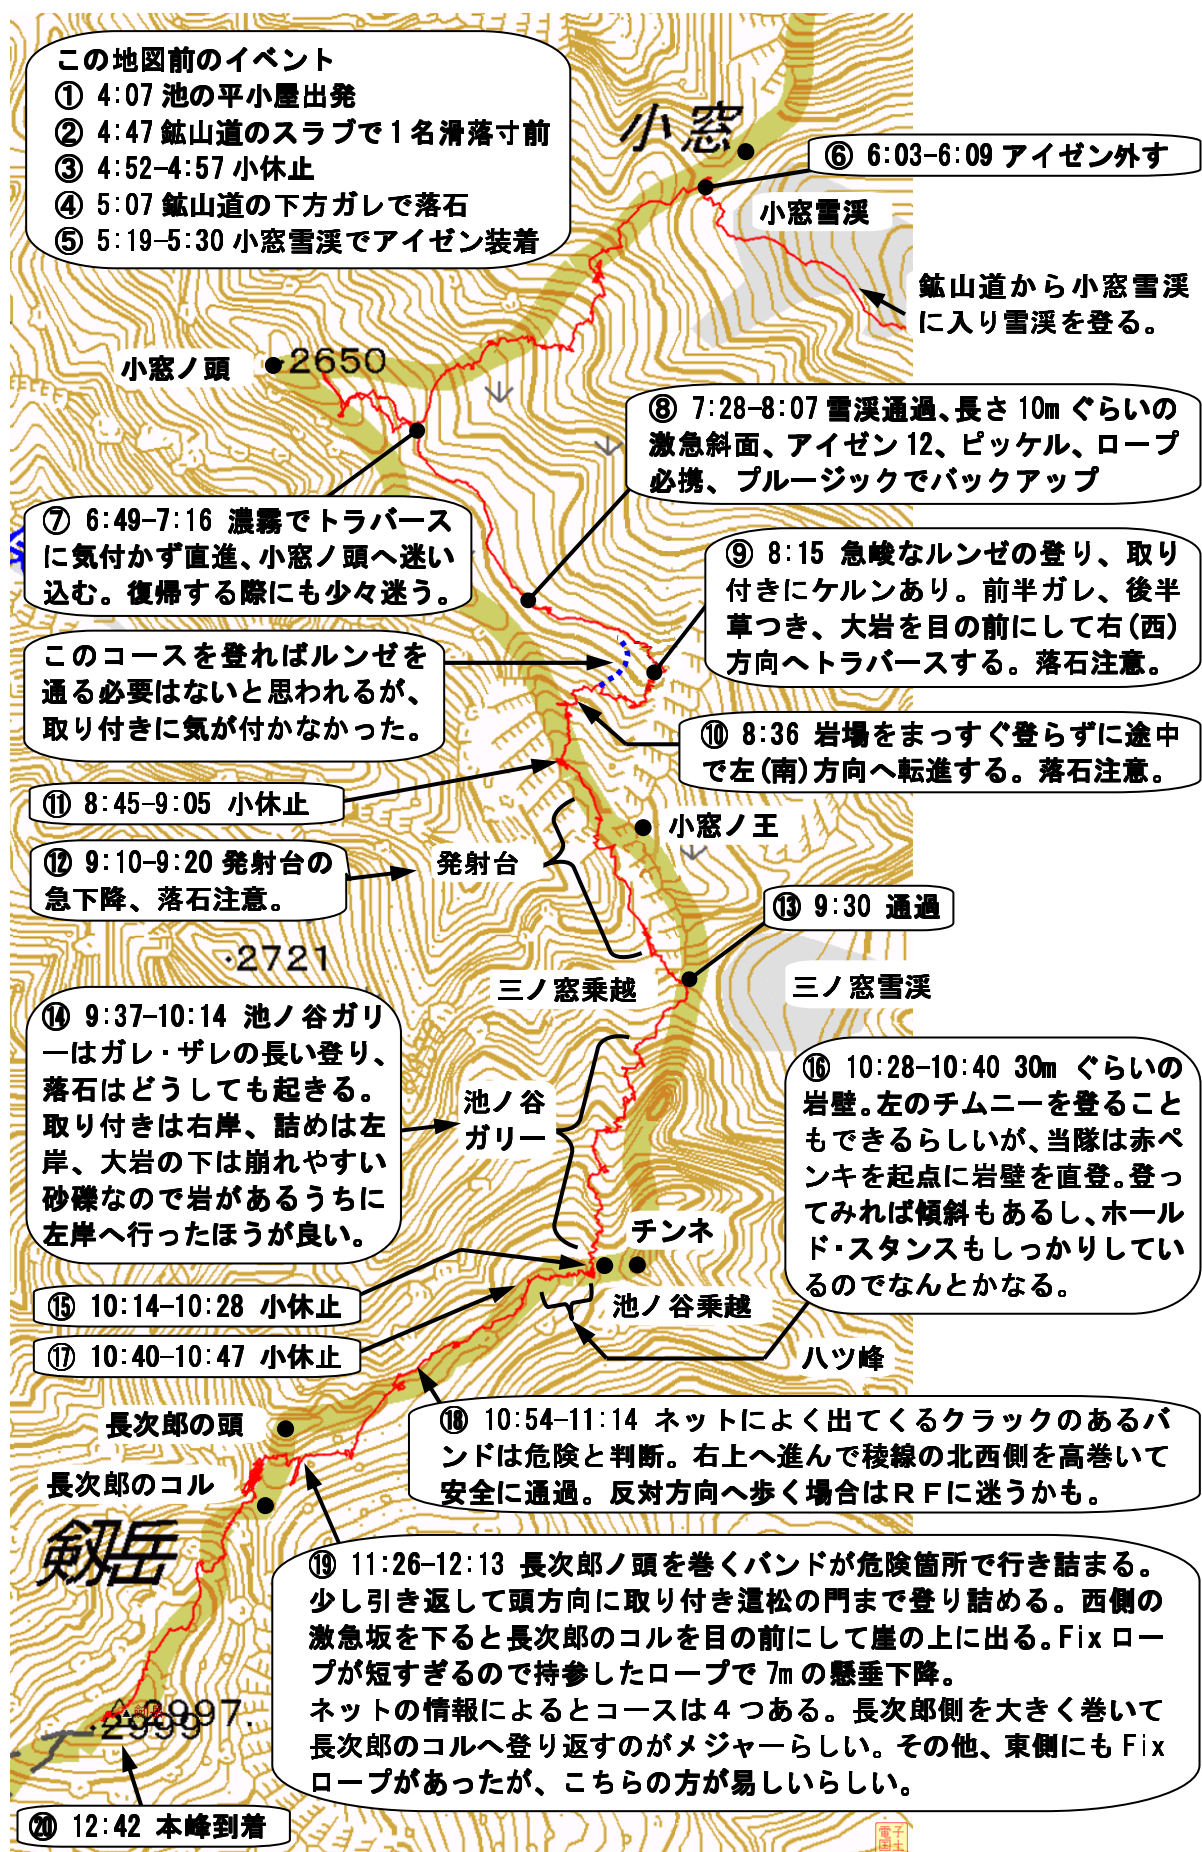 この地図前のイベント
① 4:07 池の平小屋出発
② 4:47 鉱山道のスラブで1名滑落寸前
③ 4:52-4:57 小休止
④ 5:07 鉱山道の下方ガレで落石
⑤ 5:19-5:30 小窓雪渓でアイゼン装着
小窓
⑥ 6:03-6:09 アイゼン外す
小窓雪渓
鉱山道から小窓雪渓
に入り雪渓を登る。
小窓ノ頭
・2650
⑧ 7:28-8:07 雪渓通過、長さ10mぐらいの
激急斜面、アイゼン12、ピッケル、ロープ
必携、プルージックでバックアップ
⑦ 6:49-7:16 濃霧でトラバース
に気付かず直進、小窓ノ頭へ迷い
込む。復帰する際にも少々迷う。
⑨ 8:15 急峻なルンゼの登り、取り
付きにケルンあり。前半ガレ、後半
草つき、大岩を目の前にして右(西)
方向へトラバースする。落石注意。
このコースを登ればルンゼを
通る必要はないと思われるが、
取り付きに気が付かなかった。
⑩ 8:36 岩場をまっすぐ登らずに途中
で左(南)方向へ転進する。落石注意。
⑪ 8:45-9:05 小休止
小窓ノ王
⑫ 9:10-9:20 発射台の
急下降、落石注意。
発射台
⑬ 9:30 通過
・2721
三ノ窓乗越
三ノ窓雪渓
⑭ 9:37-10:14 池ノ谷ガリ
ーはガレ・ザレの長い登り、
落石はどうしても起きる。
取り付きは右岸、詰めは左
岸、大岩の下は崩れやすい
砂礫なので岩があるうちに
左岸へ行ったほうが良い。
池ノ谷
ガリー
⑯ 10:28-10:40 30m ぐらいの
岩壁。左のチムニーを登ること
もできるらしいが、当隊は赤ペ
ンキを起点に岩壁を直登。登っ
てみれば傾斜もあるし、ホール
ド・スタンスもしっかりしてい
るのでなんとかなる。
チンネ
⑮ 10:14-10:28 小休止
池ノ谷乗越
⑰ 10:40-10:47 小休止
八ツ峰
長次郎の頭
⑱ 10:54-11:14 ネットによく出てくるクラックのあるバ
ンドは危険と判断。右上へ進んで稜線の北西側を高巻いて
安全に通過。反対方向へ歩く場合はRFに迷うかも。
長次郎のコル
剱岳
⑲ 11:26-12:13 長次郎ノ頭を巻くバンドが危険箇所で行き詰まる。
少し引き返して頭方向に取り付き這松の門まで登り詰める。西側の
激急坂を下ると長次郎のコルを目の前にして崖の上に出る。Fix ロー
プが短すぎるので持参したロープで7mの懸垂下降。
ネットの情報によるとコースは4つある。長次郎側を大きく巻いて
長次郎のコルへ登り返すのがメジャーらしい。その他、東側にも Fix
ロープがあったが、こちらの方が易しいらしい。
2997.
・2999
⑳ 12:42 本峰到着